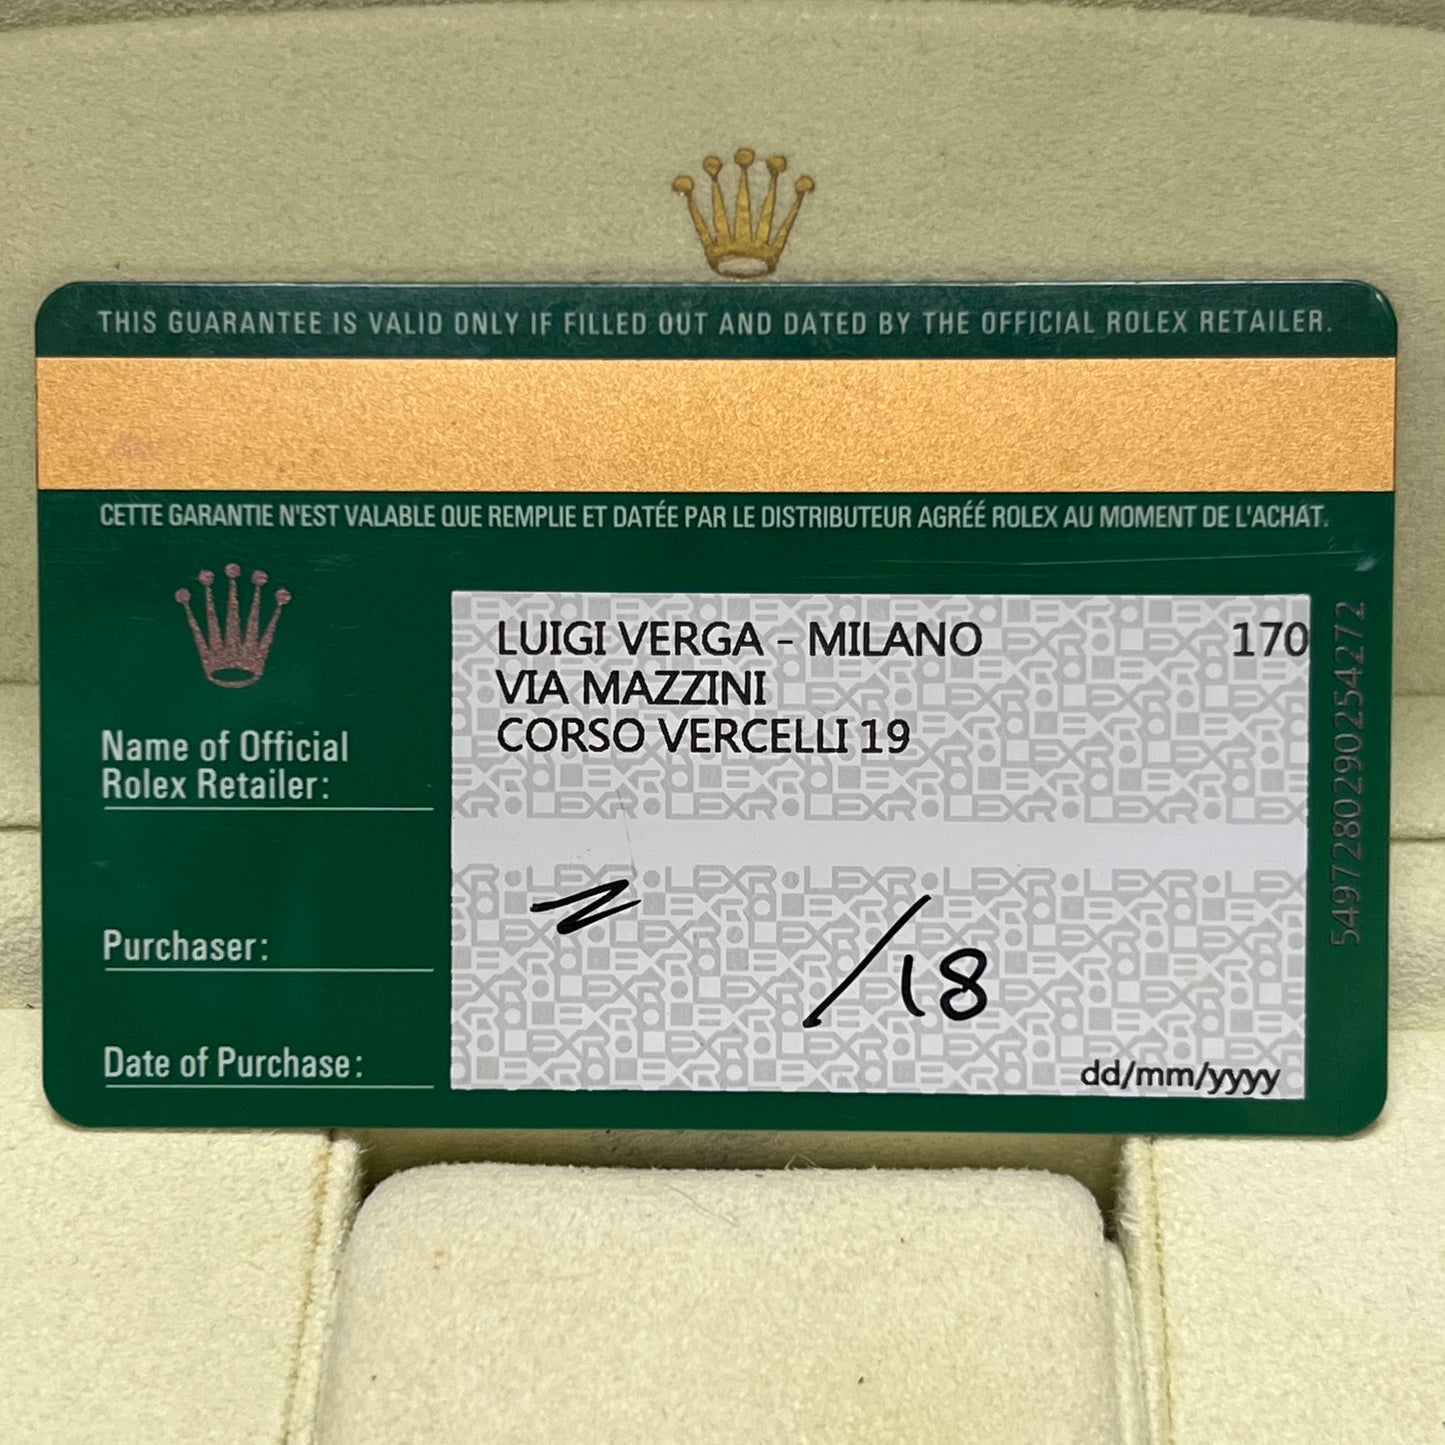 THIS GUARANTEE IS VALID ONLY IF FILLED OUT AND DATED BY THE OFFICIAL ROLEX RETAILER.
CETTE GARANTIE N'EST VALABLE QUE REMPLIE ET DATÉE PAR LE DISTRIBUTEUR AGRÉÉ ROLEX AU MOMENT DE L'ACHAT.
Name of Official
Rolex Retailer:
LUIGI VERGA - MILANO 170
VIA MAZZINI
CORSO VERCELLI 19
Purchaser:
/18
Date of Purchase:
dd/mm/yyyy
5497280290254272